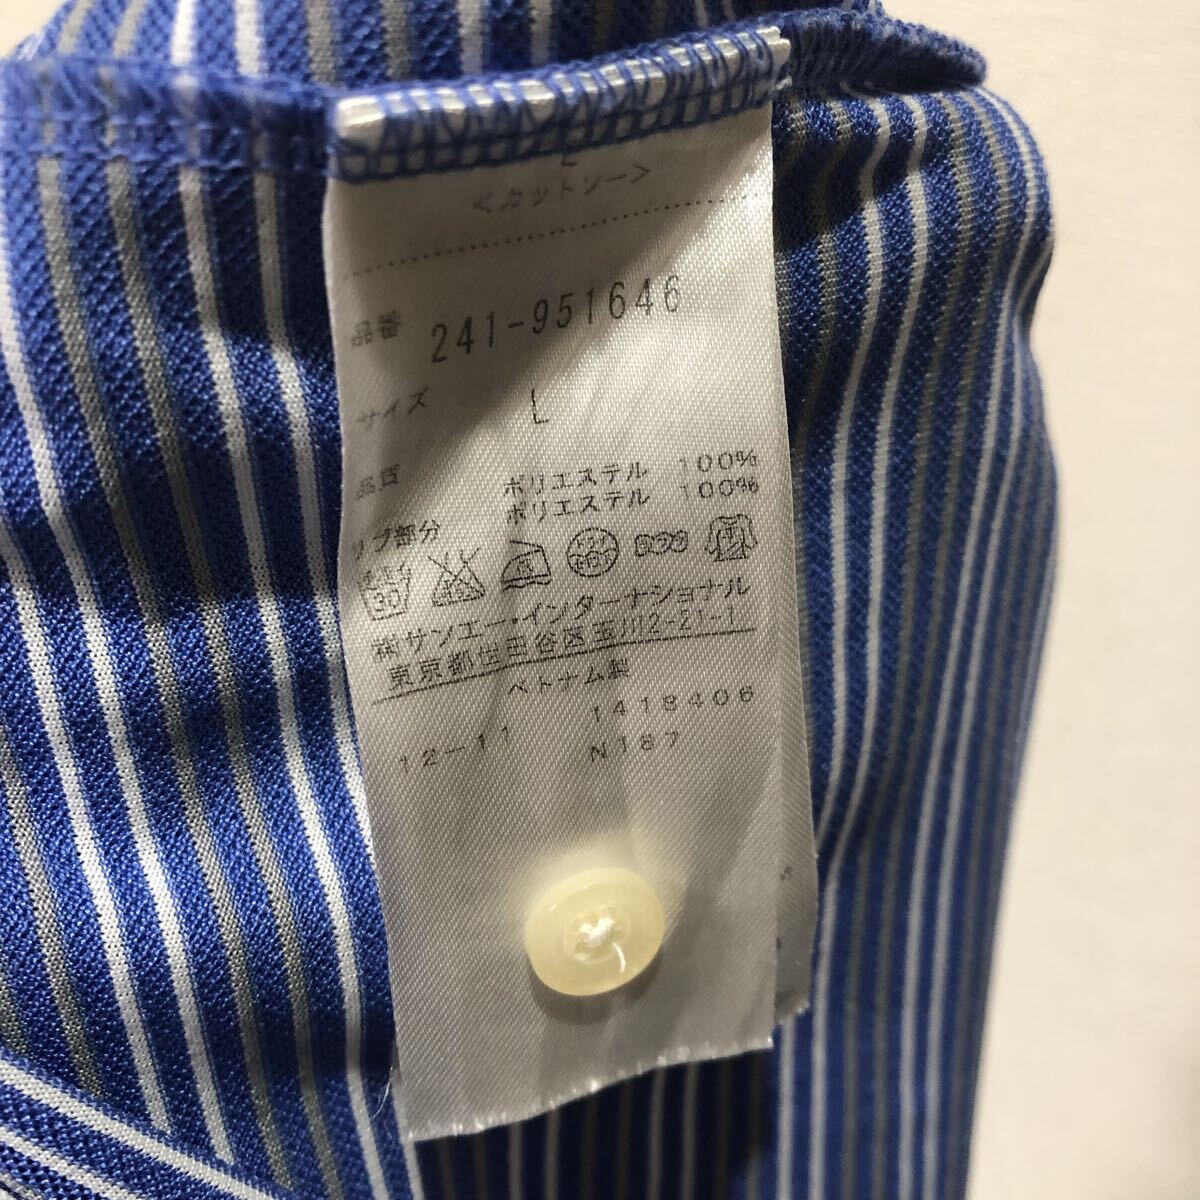 L
<カットソー>
品番 241-951646
サイズ L
品質 ポリエステル 100%
ポリエステル 100%
リブ部分
30
㈱サンエー・インターナショナル
東京都世田谷区玉川2-21-1
ベトナム製
12-11 1418406
N187